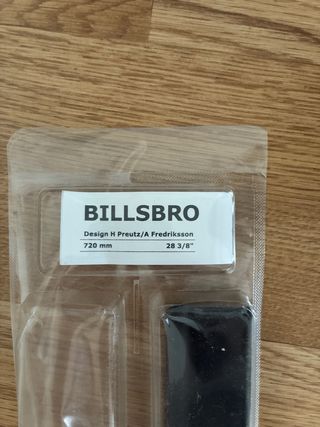 BILLSBRO
Design H Preutz/A Fredriksson
720 mm 28 3/8"